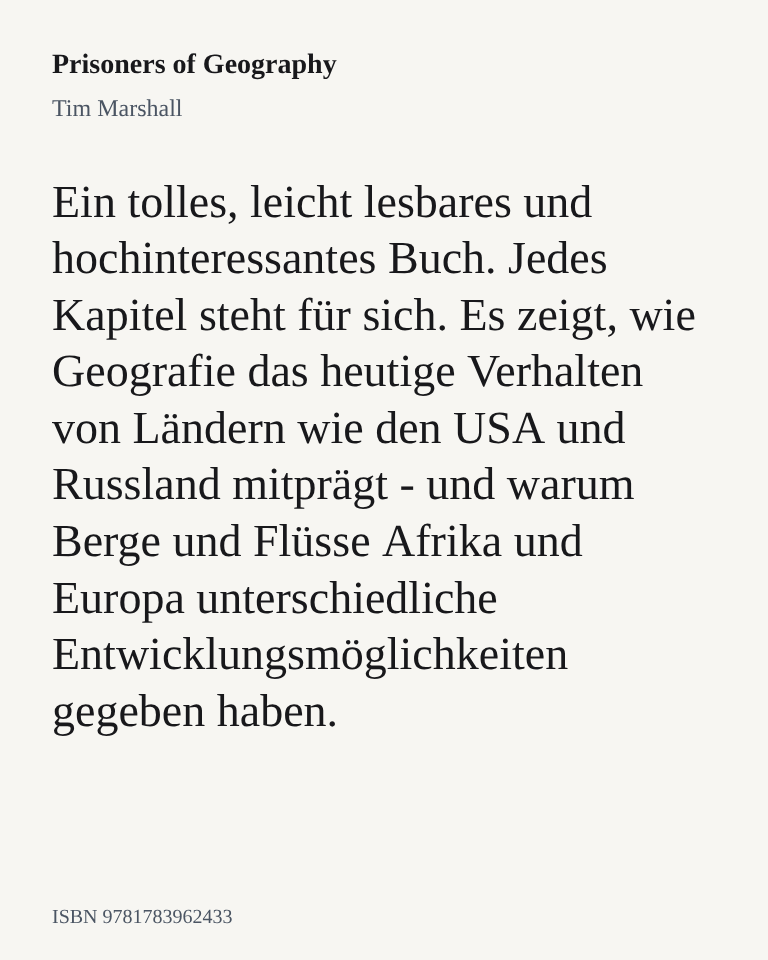 Prisoners of Geography
Tim Marshall
Ein tolles, leicht lesbares und
hochinteressantes Buch. Jedes
Kapitel steht für sich. Es zeigt, wie
Geografie das heutige Verhalten
von Ländern wie den USA und
Russland mitprägt - und warum
Berge und Flüsse Afrika und
Europa unterschiedliche
Entwicklungsmöglichkeiten
gegeben haben.
ISBN 9781783962433